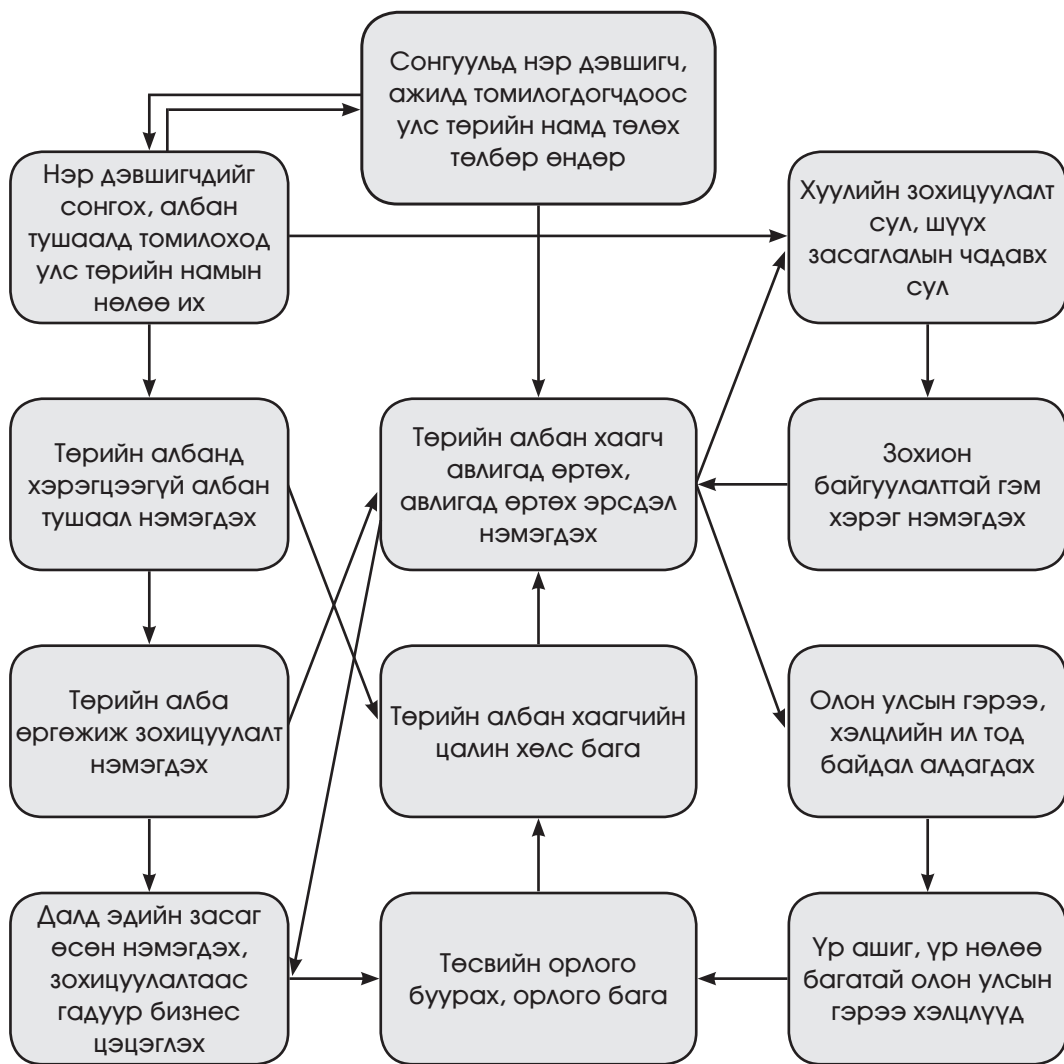 Сонгуульд нэр дэвшигч,
ажилд томилогдогчдоос
улс төрийн намд төлөх
төлбөр өндөр
Нэр дэвшигчдийг
сонгох, албан
тушаалд томилоход
улс төрийн намын
нөлөө их
Хуулийн зохицуулалт
сул, шүүх
засаглалын чадавх
сул
Төрийн албанд
хэрэгцээгүй албан
тушаал нэмэгдэх
Төрийн албан хаагч
авлигад өртөх,
авлигад өртөх эрсдэл
нэмэгдэх
Зохион
байгуулалттай гэм
хэрэг нэмэгдэх
Төрийн алба
өргөжиж зохицуулалт
нэмэгдэх
Төрийн албан хаагчийн
цалин хөлс бага
Олон улсын гэрээ,
хэлцлийн ил тод
байдал алдагдах
Далд эдийн засаг
өсөн нэмэгдэх,
зохицуулалтаас
гадуур бизнес
цэцэглэх
Төсвийн орлого
буурах, орлого бага
Үр ашиг, үр нөлөө
багатай олон улсын
гэрээ хэлцлүүд